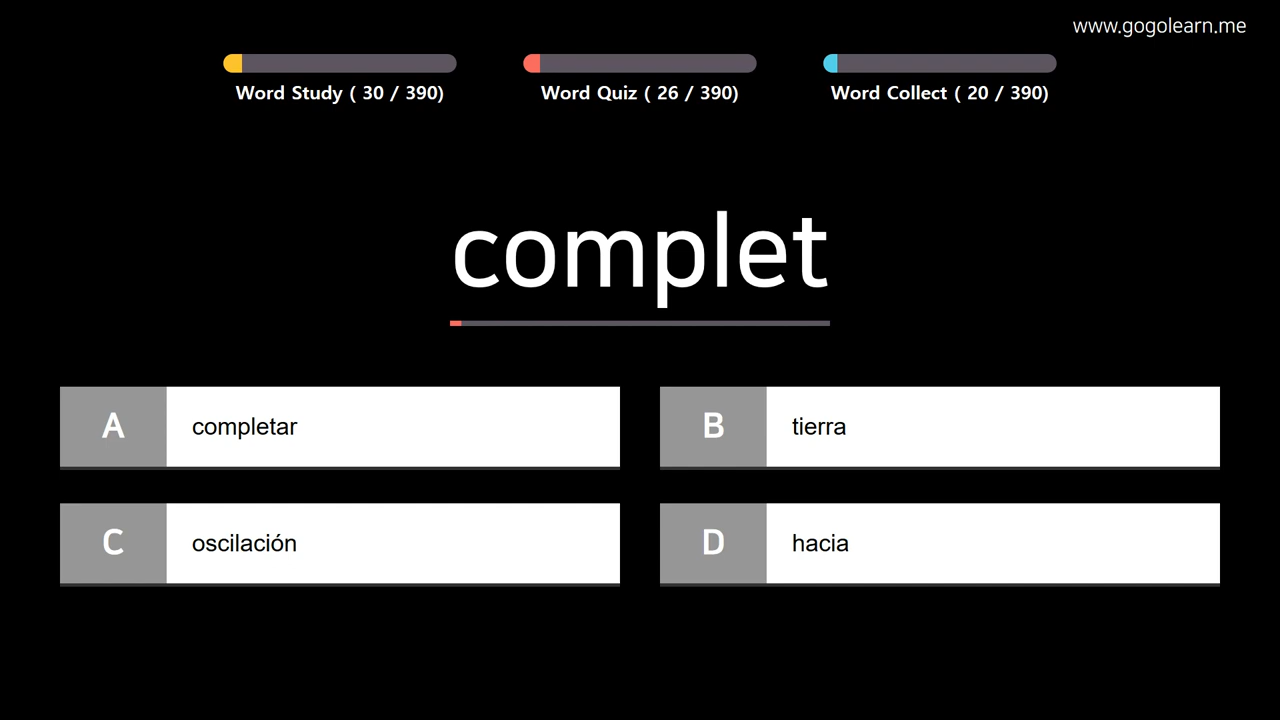 www.gogolearn.me
Word Study ( 30 / 390)
Word Quiz ( 26 / 390)
Word Collect ( 20 / 390)
complet
A completar
B tierra
C oscilación
D hacia